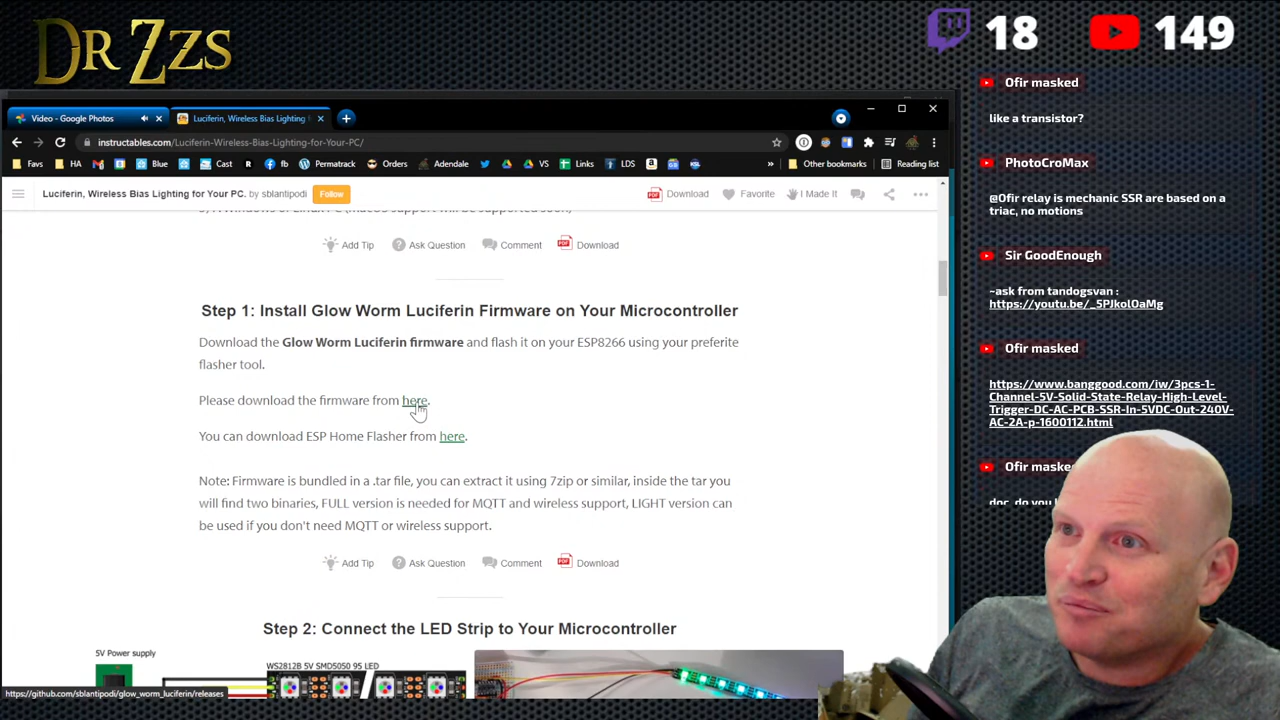 DR ZZS
18
149
Video - Google Photos
Luciferin, Wireless Bias Lighting
instructables.com/Luciferin-Wireless-Bias-Lighting-for-Your-PC/
Favs
HA
Blue
Cast
fb
Permatrack
Orders
Adendale
VS
Links
LDS
KSL
Other bookmarks
Reading list
Luciferin, Wireless Bias Lighting for Your PC. by sblantipodi
Follow
Download
Favorite
I Made It
Add Tip
Ask Question
Comment
Download
Step 1: Install Glow Worm Luciferin Firmware on Your Microcontroller
Download the Glow Worm Luciferin firmware and flash it on your ESP8266 using your preferite
flasher tool.
Please download the firmware from here.
You can download ESP Home Flasher from here.
Note: Firmware is bundled in a .tar file, you can extract it using 7zip or similar, inside the tar you
will find two binaries, FULL version is needed for MQTT and wireless support, LIGHT version can
be used if you don't need MQTT or wireless support.
Add Tip
Ask Question
Comment
Download
Step 2: Connect the LED Strip to Your Microcontroller
5V Power supply
WS2812B 5V SMD5050 95 LED
https://github.com/sblantipodi/glow_worm_luciferin/releases
Ofir masked
like a transistor?
PhotoCroMax
@Ofir relay is mechanic SSR are based on a
triac, no motions
Sir GoodEnough
~ask from tandogsvan :
https://youtu.be/_5PJkolOaMg
Ofir masked
https://www.banggood.com/iw/3pcs-1-
Channel-5V-Solid-State-Relay-High-Level-
Trigger-DC-AC-PCB-SSR-In-5VDC-Out-240V-
AC-2A-p-1600112.html
Ofir masked